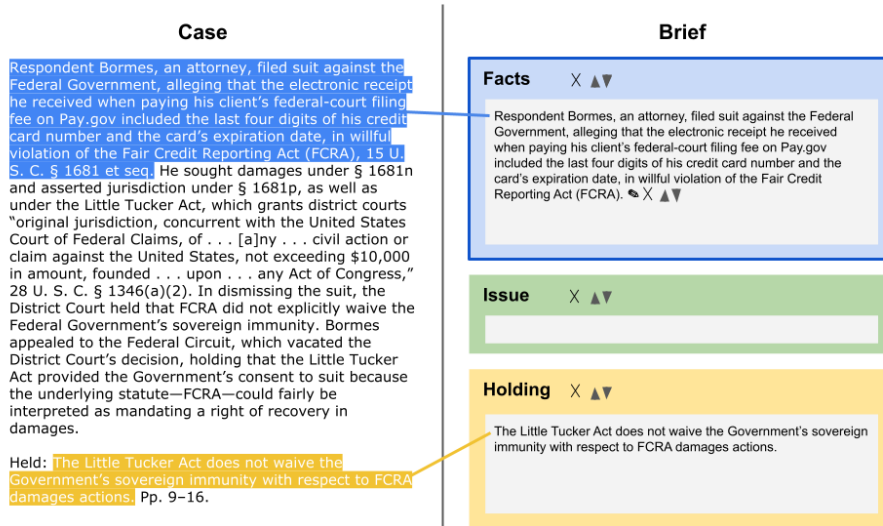 Case
Respondent Bormes, an attorney, filed suit against the
Federal Government, alleging that the electronic receipt
he received when paying his client’s federal-court filing
fee on Pay.gov included the last four digits of his credit
card number and the card’s expiration date, in willful
violation of the Fair Credit Reporting Act (FCRA), 15 U.
S. C. § 1681 et seq. He sought damages under § 1681n
and asserted jurisdiction under § 1681p, as well as
under the Little Tucker Act, which grants district courts
“original jurisdiction, concurrent with the United States
Court of Federal Claims, of . . . [a]ny . . . civil action or
claim against the United States, not exceeding $10,000
in amount, founded . . . upon . . . any Act of Congress,”
28 U. S. C. § 1346(a)(2). In dismissing the suit, the
District Court held that FCRA did not explicitly waive the
Federal Government’s sovereign immunity. Bormes
appealed to the Federal Circuit, which vacated the
District Court’s decision, holding that the Little Tucker
Act provided the Government’s consent to suit because
the underlying statute—FCRA—could fairly be
interpreted as mandating a right of recovery in
damages.
Held: The Little Tucker Act does not waive the
Government’s sovereign immunity with respect to FCRA
damages actions. Pp. 9–16.
Brief
Facts X
Respondent Bormes, an attorney, filed suit against the Federal
Government, alleging that the electronic receipt he received
when paying his client’s federal-court filing fee on Pay.gov
included the last four digits of his credit card number and the
card’s expiration date, in willful violation of the Fair Credit
Reporting Act (FCRA). ✎ X
Issue X
Holding X
The Little Tucker Act does not waive the Government’s sovereign
immunity with respect to FCRA damages actions.